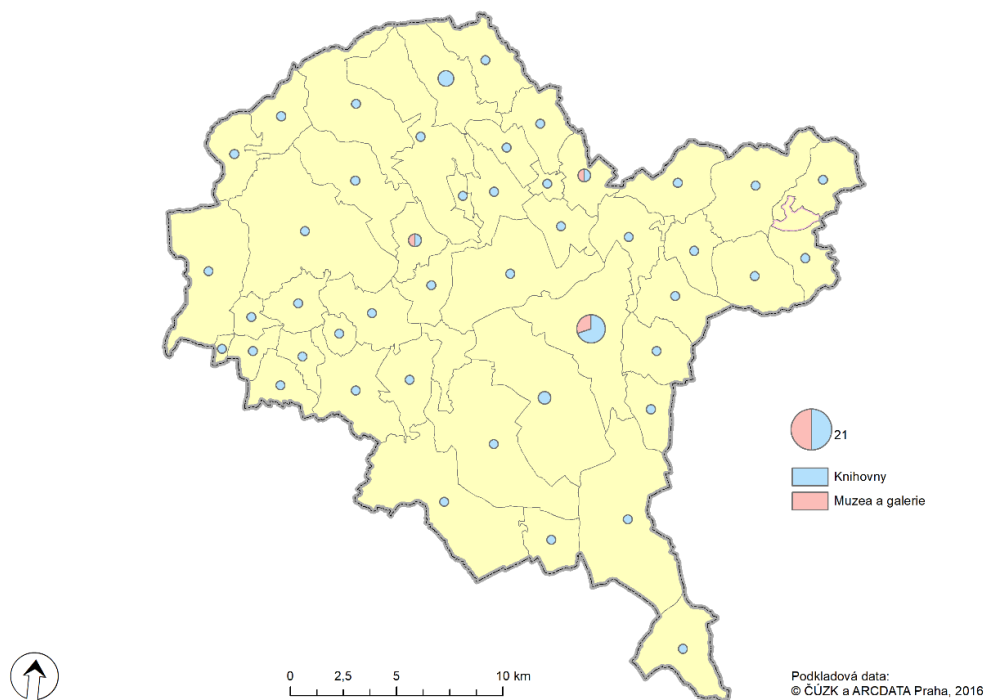 21
Knihovny
Muzea a galerie
0 2,5 5 10 km
Podkladová data:
© ČÚZK a ARCDATA Praha, 2016